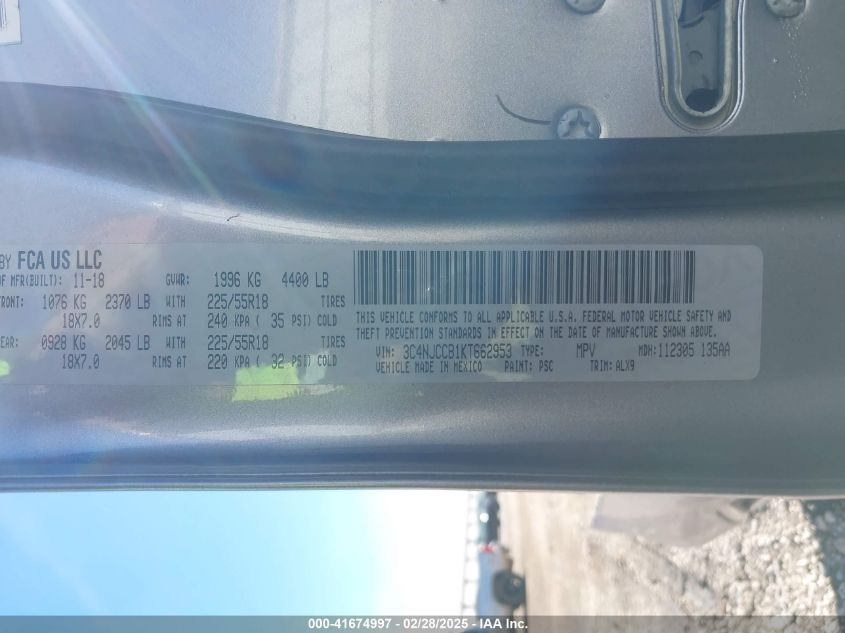 BY FCA US LLC
OF MFR(BUILT): 11-18 GVWR: 1996 KG 4400 LB
FRONT: 1076 KG 2370 LB WITH 225/55R18 TIRES
18X7.0 RIMS AT 240 KPA ( 35 PSI) COLD
REAR: 0928 KG 2045 LB WITH 225/55R18 TIRES
18X7.0 RIMS AT 220 KPA ( 32 PSI) COLD
THIS VEHICLE CONFORMS TO ALL APPLICABLE U.S.A. FEDERAL MOTOR VEHICLE SAFETY AND
THEFT PREVENTION STANDARDS IN EFFECT ON THE DATE OF MANUFACTURE SHOWN ABOVE.
VIN: 3C4NJCCB1KT662953 TYPE: MPV MDH: 112305 135AA
VEHICLE MADE IN MEXICO PAINT: PSC TRIM: ALX9
000-41674997 - 02/28/2025 - IAA Inc.